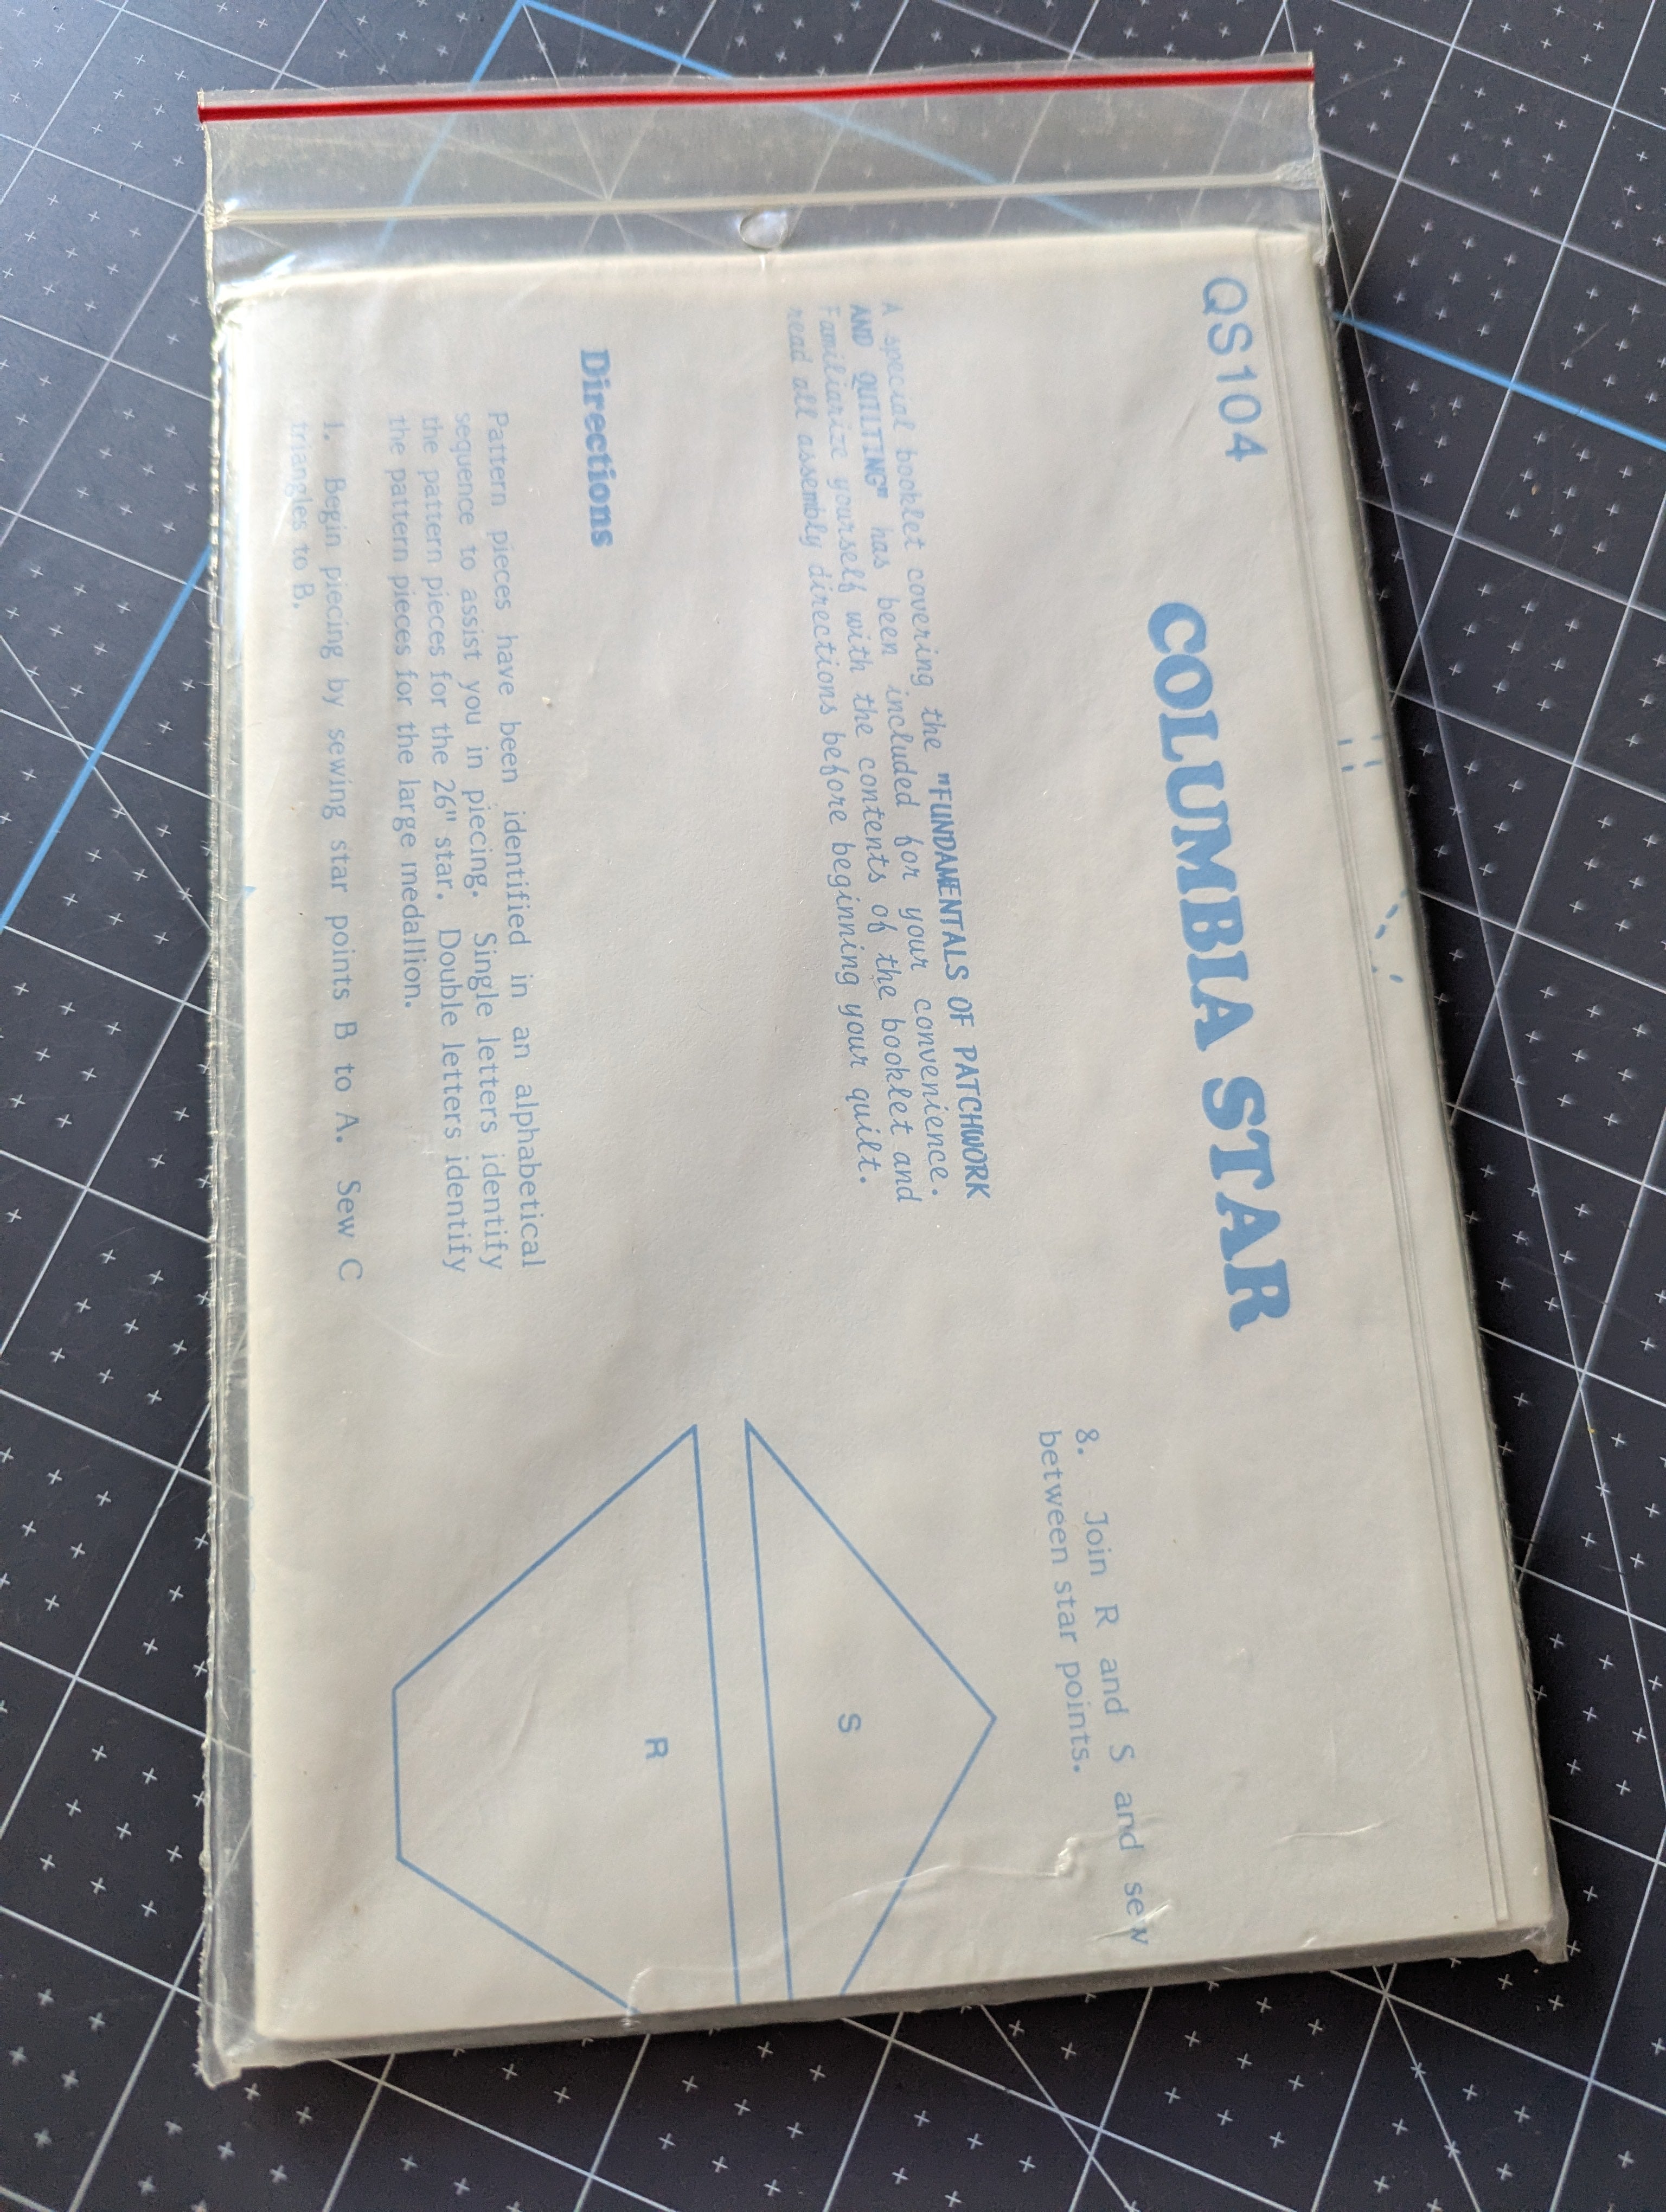 QS104
COLUMBIA STAR
A special booklet covering the "FUNDAMENTALS OF PATCHWORK
AND QUILTING" has been included for your convenience.
Familiarize yourself with the contents of the booklet and
read all assembly directions before beginning your quilt.
Directions
Pattern pieces have been identified in an alphabetical
sequence to assist you in piecing. Single letters identify
the pattern pieces for the 26" star. Double letters identify
the pattern pieces for the large medallion.
1. Begin piecing by sewing star points B to A. Sew C
triangles to B.
8. Join R and S and sew
between star points.
S
R